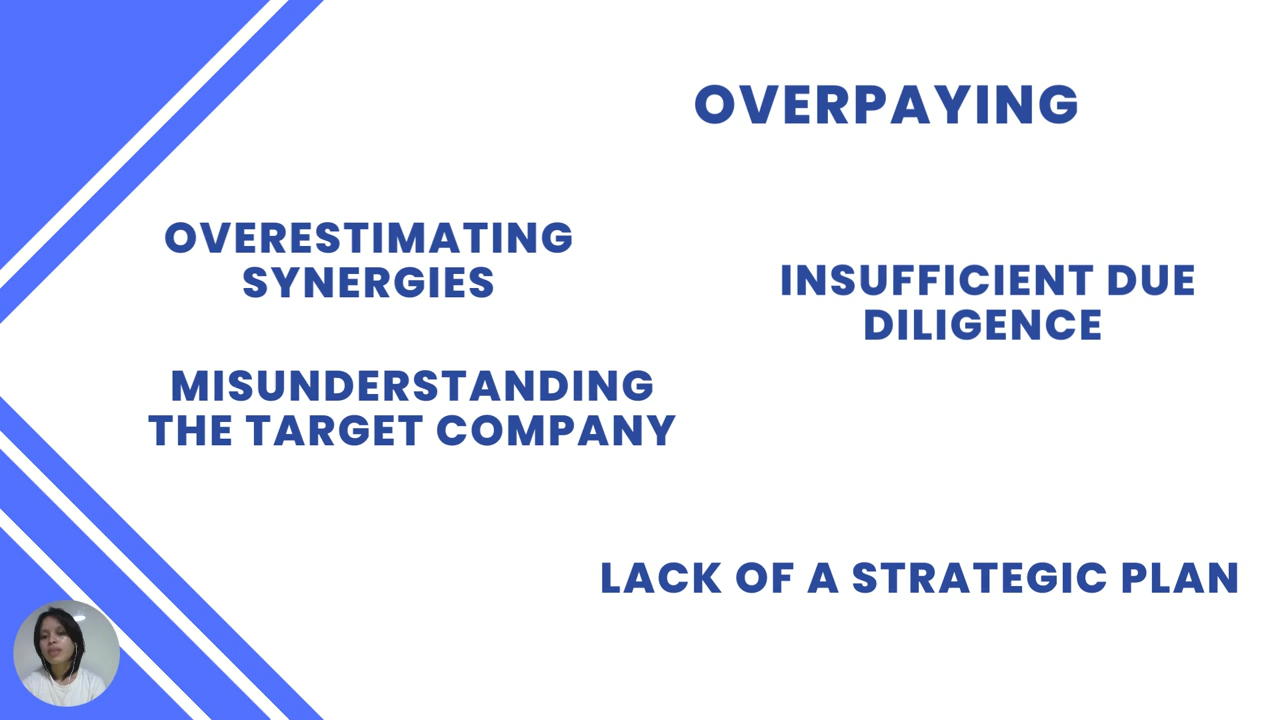 OVERPAYING
OVERESTIMATING
SYNERGIES
INSUFFICIENT DUE
DILIGENCE
MISUNDERSTANDING
THE TARGET COMPANY
LACK OF A STRATEGIC PLAN